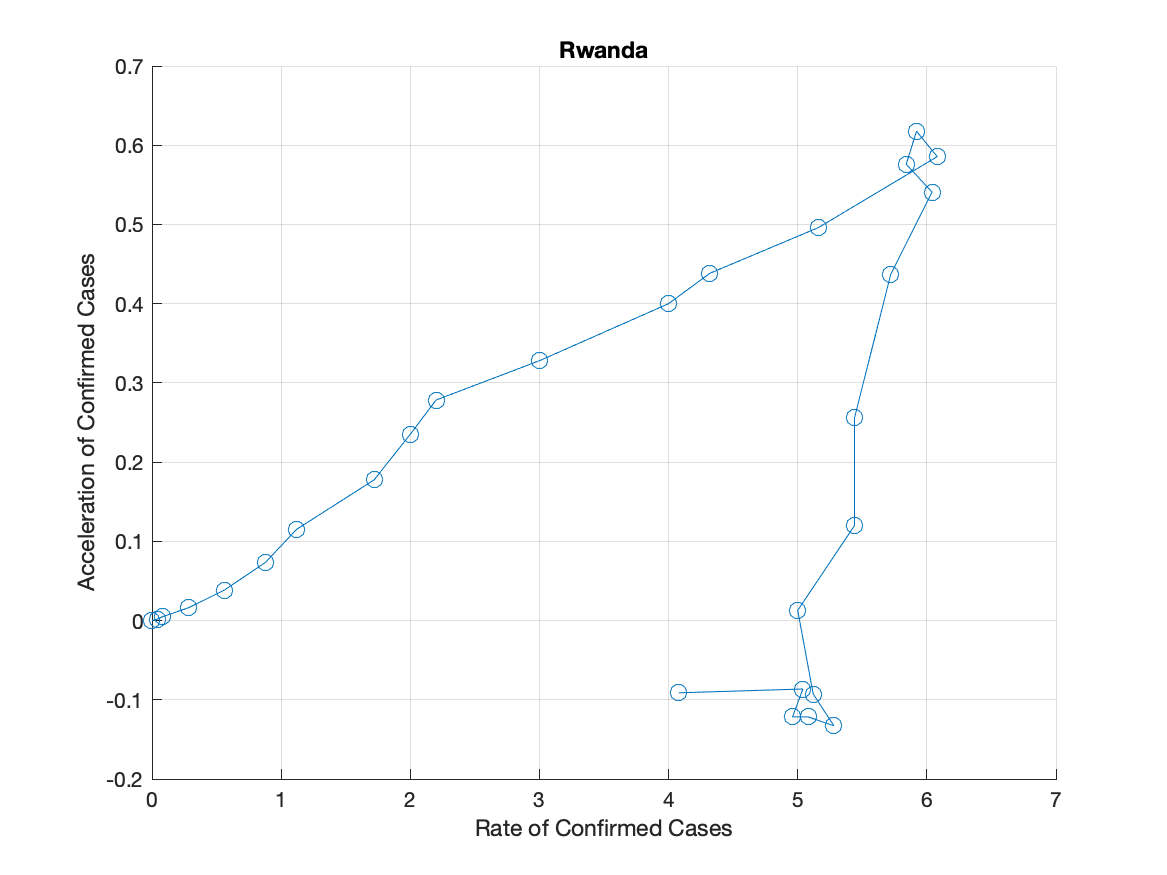 Rwanda
0.7
0.6
0.5
0.4
0.3
0.2
0.1
0
-0.1
-0.2
Acceleration of Confirmed Cases
0 1 2 3 4 5 6 7
Rate of Confirmed Cases